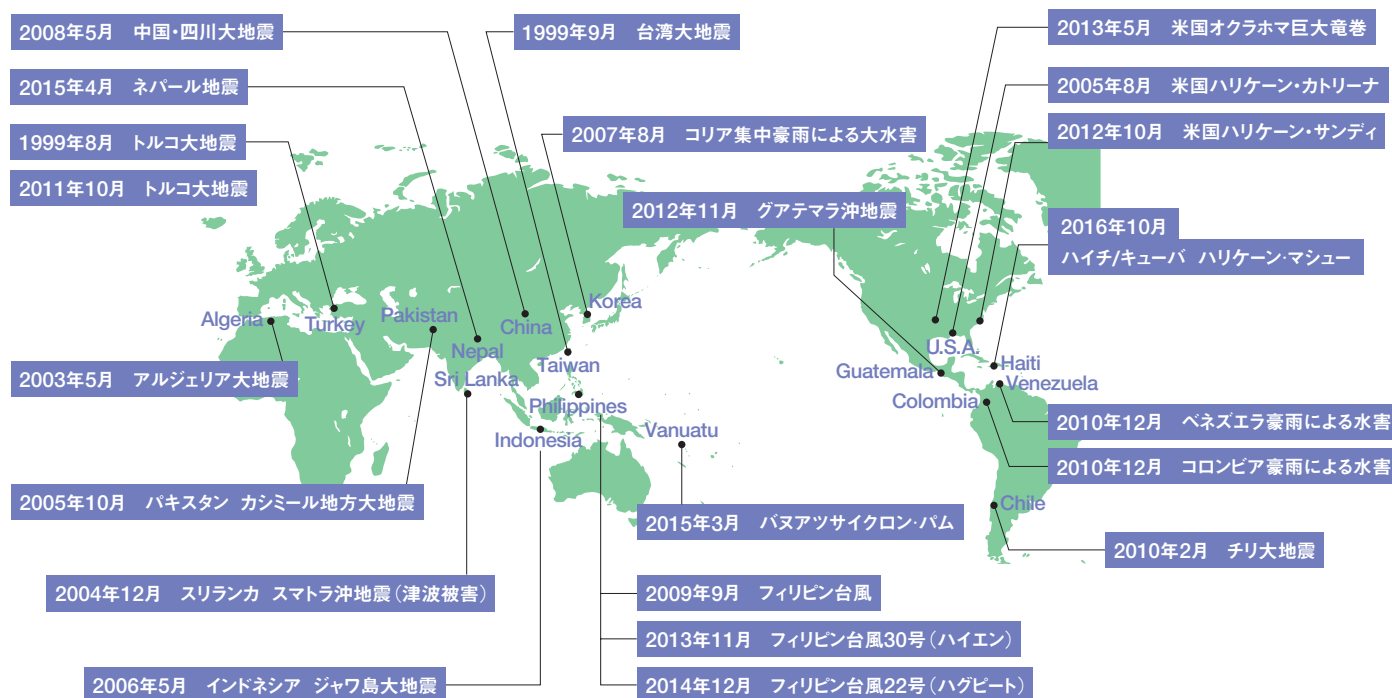 2008年5月　中国・四川大地震
1999年9月　台湾大地震
2013年5月　米国オクラホマ巨大竜巻
2015年4月　ネパール地震
2005年8月　米国ハリケーン・カトリーナ
1999年8月　トルコ大地震
2007年8月　コリア集中豪雨による大水害
2012年10月　米国ハリケーン・サンディ
2011年10月　トルコ大地震
2012年11月　グアテマラ沖地震
2016年10月
ハイチ/キューバ　ハリケーン・マシュー
Algeria
Turkey
Pakistan
Nepal
China
Korea
Taiwan
Sri Lanka
Philippines
Indonesia
Vanuatu
U.S.A.
Guatemala
Haiti
Venezuela
Colombia
Chile
2003年5月　アルジェリア大地震
2010年12月　ベネズエラ豪雨による水害
2010年12月　コロンビア豪雨による水害
2005年10月　パキスタン　カシミール地方大地震
2015年3月　バヌアツサイクロン・パム
2010年2月　チリ大地震
2004年12月　スリランカ　スマトラ沖地震（津波被害）
2009年9月　フィリピン台風
2013年11月　フィリピン台風30号（ハイエン）
2006年5月　インドネシア　ジャワ島大地震
2014年12月　フィリピン台風22号（ハグピート）